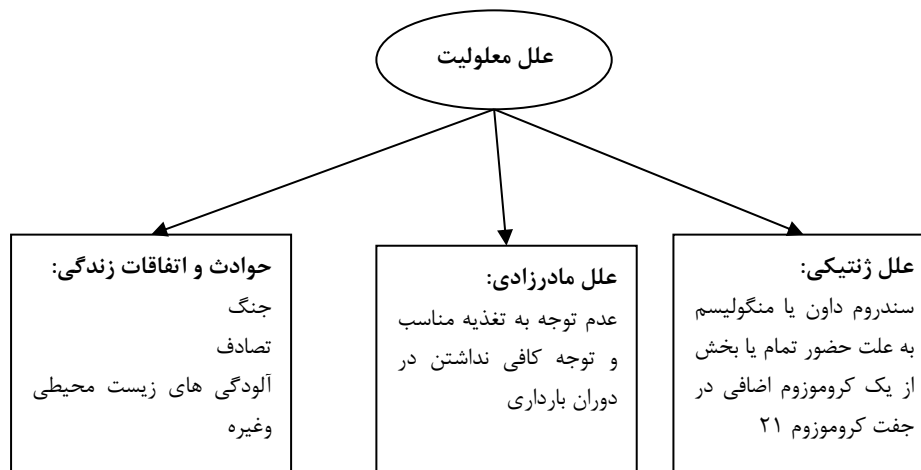 علل معلولیت
علل ژنتیکی:
سندروم داون یا منگولیسم
به علت حضور تمام یا بخش
از یک کروموزوم اضافی در
جفت کروموزوم ۲۱
علل مادرزادی:
عدم توجه به تغذیه مناسب
و توجه کافی نداشتن در
دوران بارداری
حوادث و اتفاقات زندگی:
جنگ
تصادف
آلودگی های زیست محیطی
وغیره